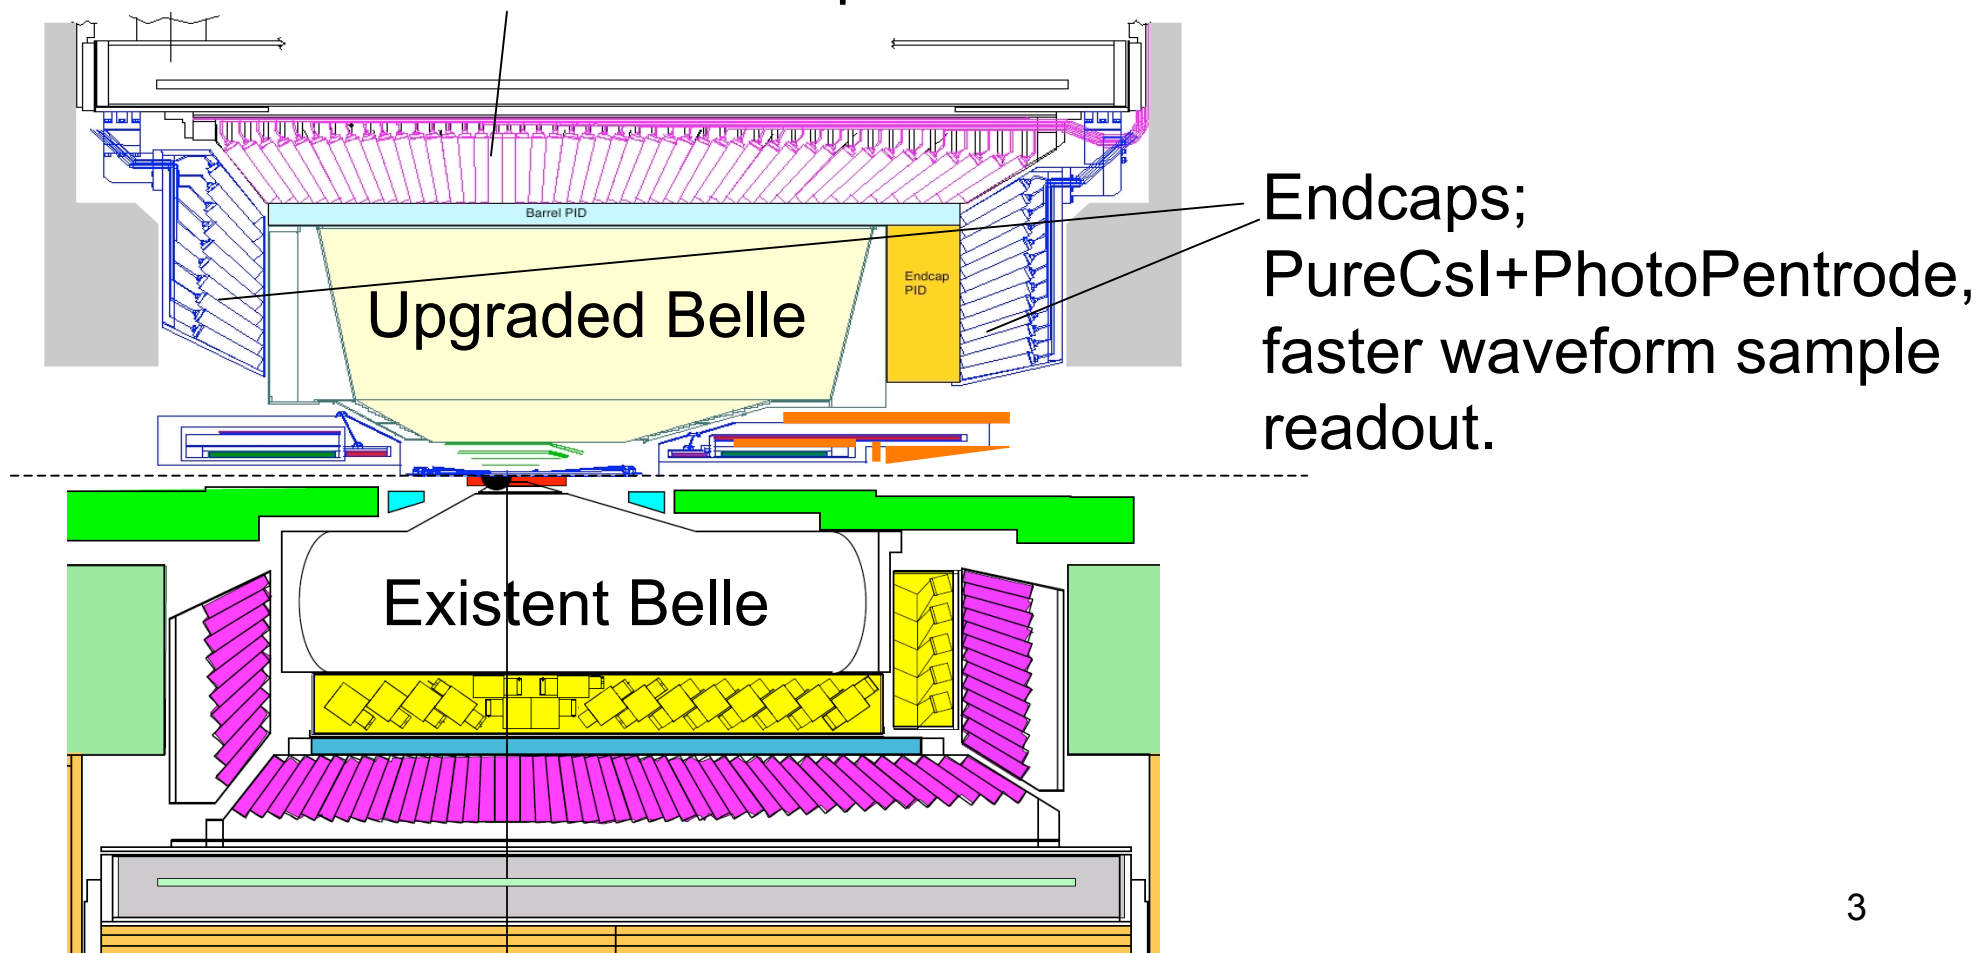 Barrel PID
Endcap
PID
Upgraded Belle
Endcaps;
PureCsI+PhotoPentrode,
faster waveform sample
readout.
Existent Belle
3